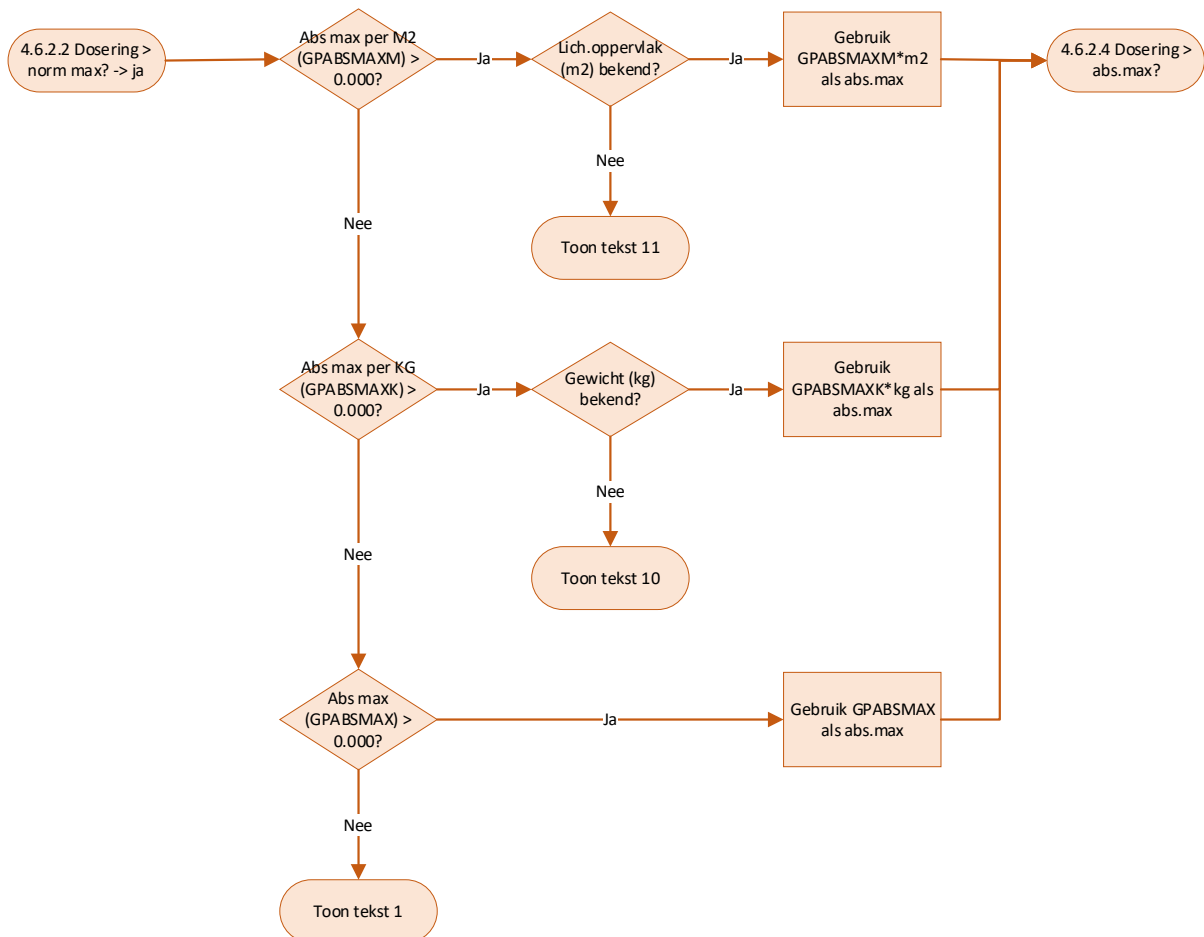 4.6.2.2 Dosering >
norm max? -> ja
Abs max per M2
(GPABSMAXM) >
0.000?
Ja
Lich.oppervlak
(m2) bekend?
Ja
Gebruik
GPABSMAXM*m2
als abs.max
4.6.2.4 Dosering >
abs.max?
Nee
Toon tekst 11
Nee
Abs max per KG
(GPABSMAXK) >
0.000?
Ja
Gewicht (kg)
bekend?
Ja
Gebruik
GPABSMAXK*kg als
abs.max
Nee
Toon tekst 10
Nee
Abs max
(GPABSMAX) >
0.000?
Ja
Gebruik GPABSMAX
als abs.max
Nee
Toon tekst 1